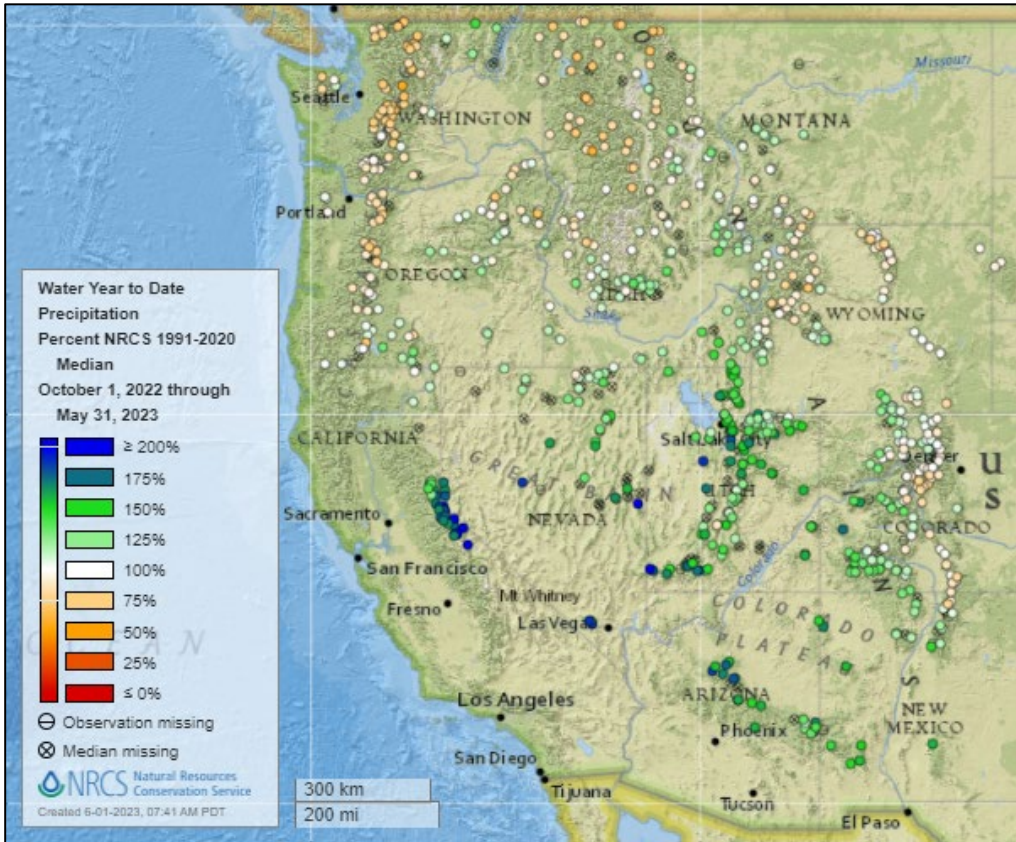 Missouri
Seattle
WASHINGTON
MONTANA
Portland
OREGON
Snake
WYOMING
CALIFORNIA
Salt Lake City
Denver
US
GREAT BASIN
UTAH
NEVADA
COLORADO
Sacramento
San Francisco
Colorado
Mt Whitney
Fresno
Las Vegas
COLORADO
PLATEAU
ARIZONA
Los Angeles
NEW
MEXICO
Phoenix
San Diego
Tijuana
Tucson
El Paso
Water Year to Date
Precipitation
Percent NRCS 1991-2020
Median
October 1, 2022 through
May 31, 2023
≥ 200%
175%
150%
125%
100%
75%
50%
25%
≤ 0%
Observation missing
Median missing
NRCS Natural Resources
Conservation Service
Created 6-01-2023, 07:41 AM PDT
300 km
200 mi